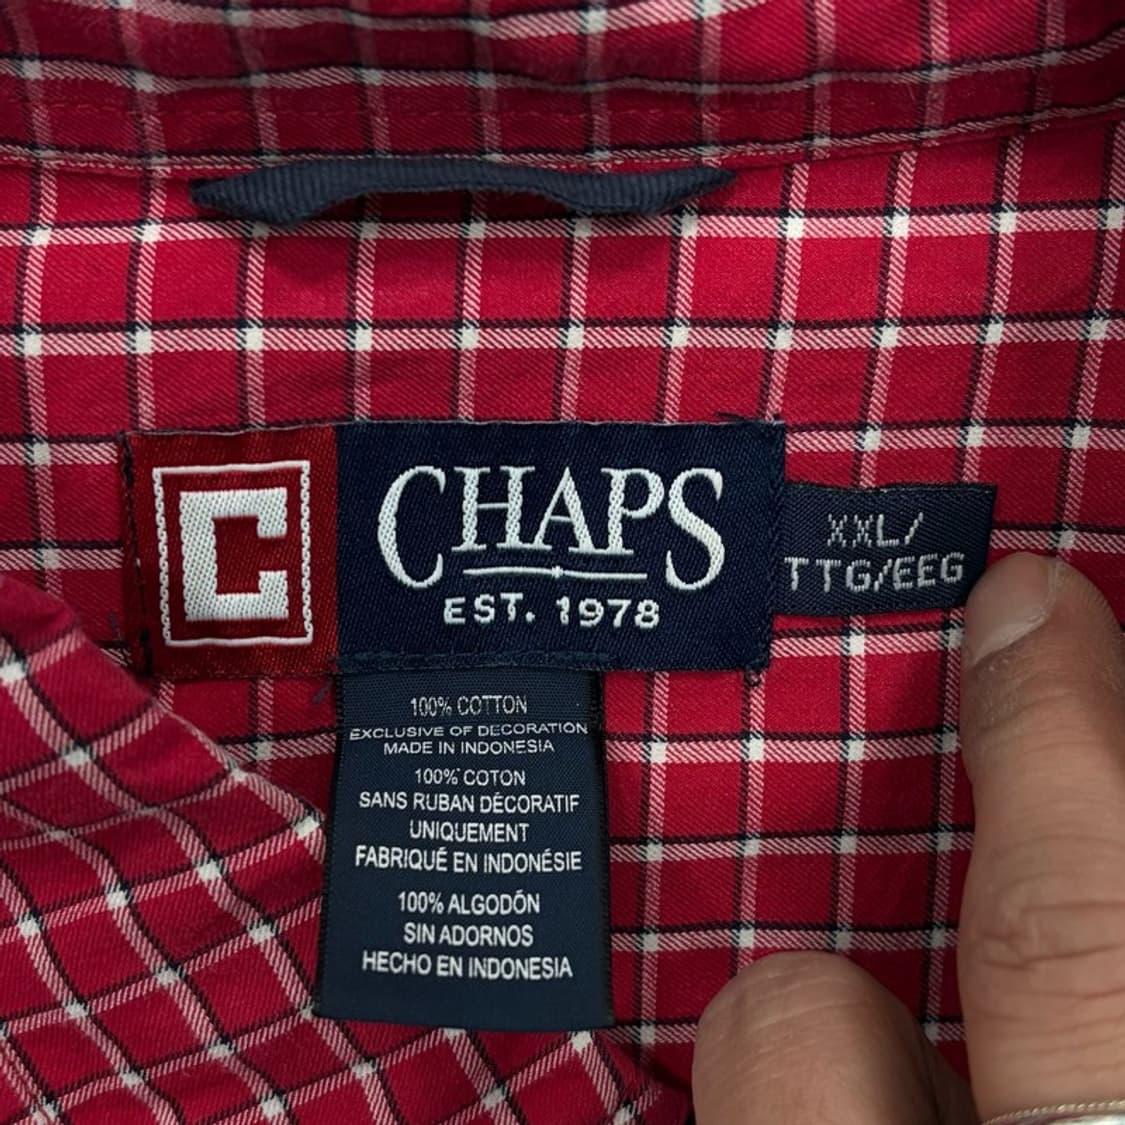 C
CHAPS
EST. 1978
XXL/
TTG/EEG
100% COTTON
EXCLUSIVE OF DECORATION
MADE IN INDONESIA
100% COTON
SANS RUBAN DÉCORATIF
UNIQUEMENT
FABRIQUÉ EN INDONÉSIE
100% ALGODÓN
SIN ADORNOS
HECHO EN INDONESIA